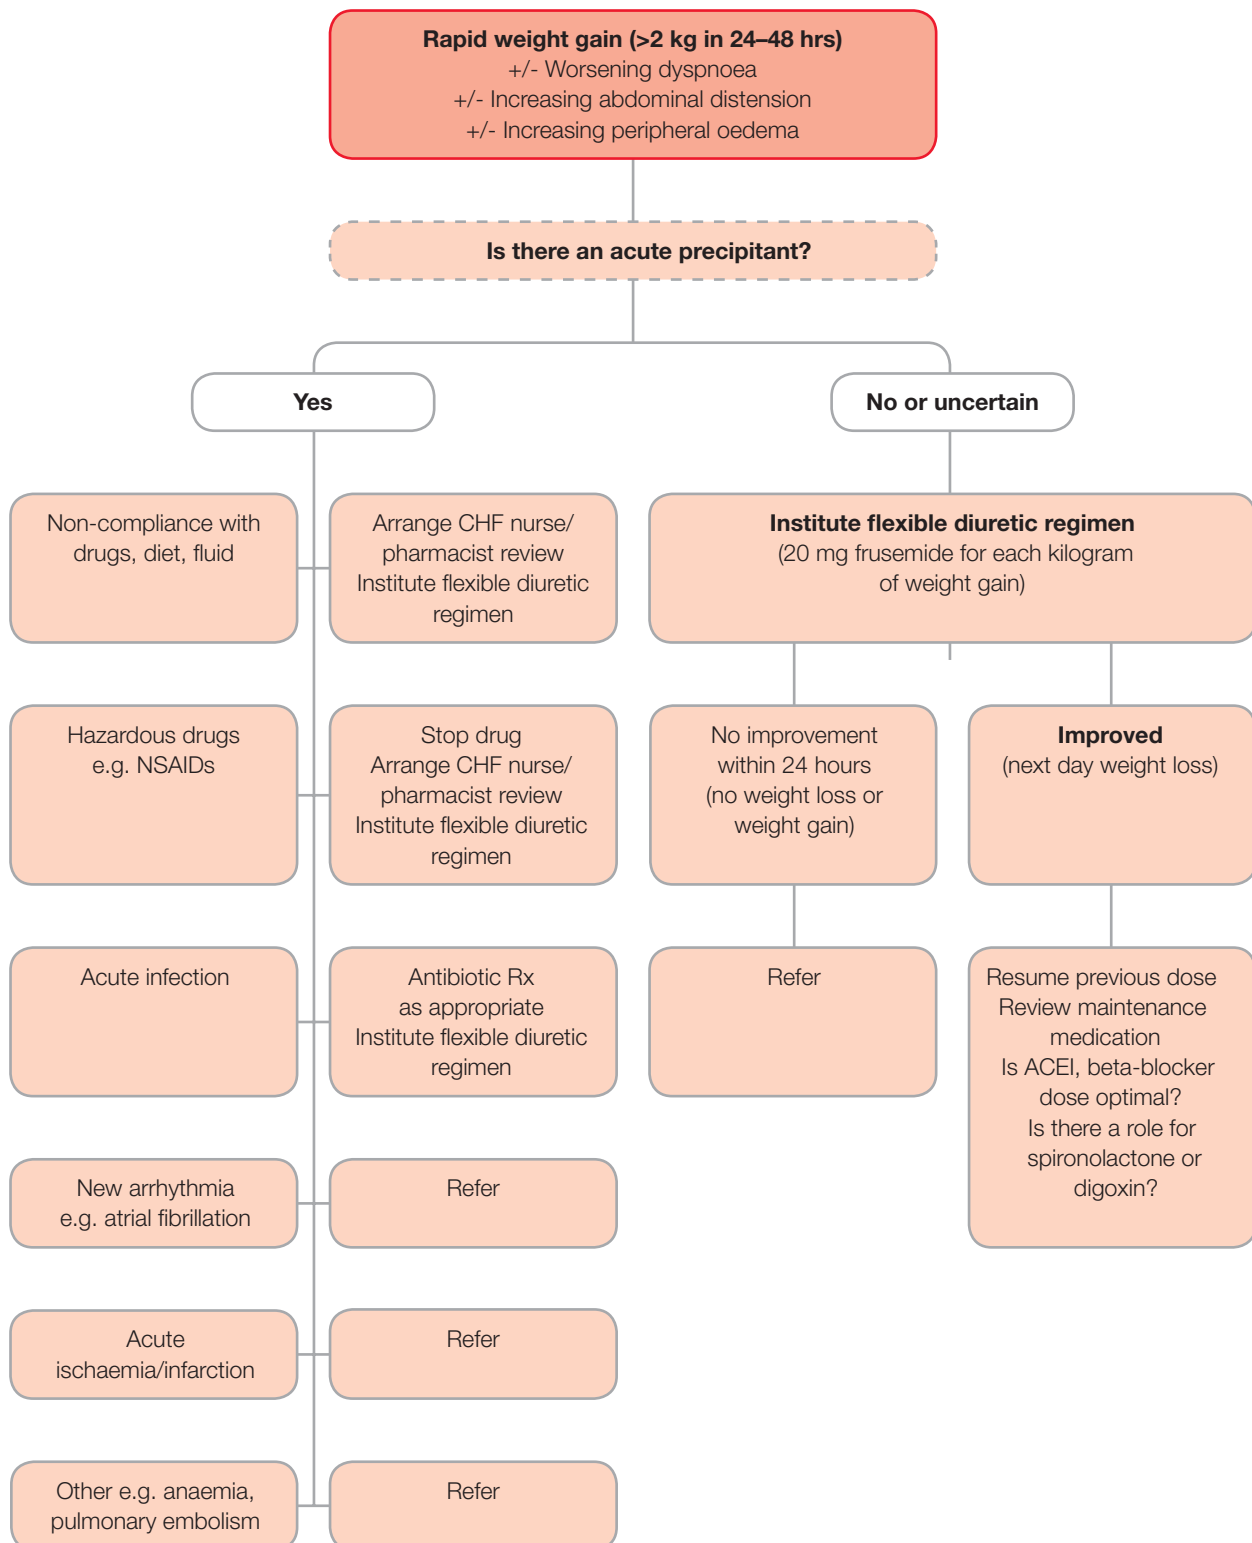 Rapid weight gain (>2 kg in 24–48 hrs)
+/- Worsening dyspnoea
+/- Increasing abdominal distension
+/- Increasing peripheral oedema
Is there an acute precipitant?
Yes
No or uncertain
Non-compliance with
drugs, diet, fluid
Arrange CHF nurse/
pharmacist review
Institute flexible diuretic
regimen
Institute flexible diuretic regimen
(20 mg frusemide for each kilogram
of weight gain)
Hazardous drugs
e.g. NSAIDs
Stop drug
Arrange CHF nurse/
pharmacist review
Institute flexible diuretic
regimen
No improvement
within 24 hours
(no weight loss or
weight gain)
Improved
(next day weight loss)
Acute infection
Antibiotic Rx
as appropriate
Institute flexible diuretic
regimen
Refer
Resume previous dose
Review maintenance
medication
Is ACEI, beta-blocker
dose optimal?
Is there a role for
spironolactone or
digoxin?
New arrhythmia
e.g. atrial fibrillation
Refer
Acute
ischaemia/infarction
Refer
Other e.g. anaemia,
pulmonary embolism
Refer